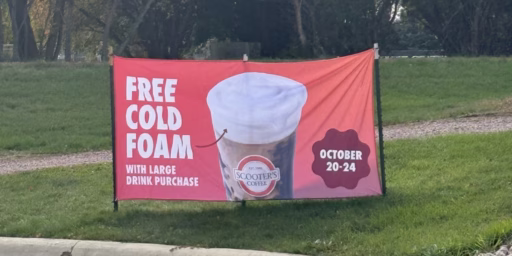 FREE
COLD
FOAM
WITH LARGE
DRINK PURCHASE
SCOOTER'S
COFFEE
OCTOBER
20-24